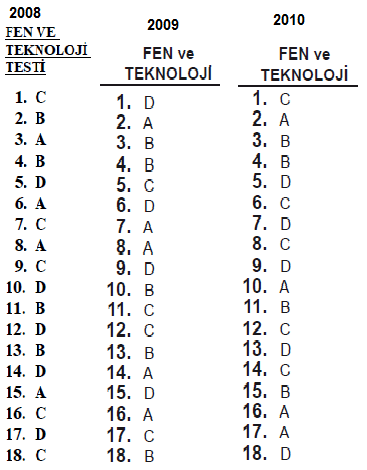 2008
FEN VE
TEKNOLOJİ
TESTİ
1. C
2. B
3. A
4. B
5. D
6. A
7. C
8. A
9. C
10. D
11. B
12. D
13. B
14. D
15. A
16. C
17. D
18. C
2009
FEN ve
TEKNOLOJİ
1. D
2. A
3. B
4. B
5. C
6. D
7. A
8. A
9. D
10. B
11. C
12. C
13. B
14. A
15. D
16. A
17. C
18. B
2010
FEN ve
TEKNOLOJİ
1. C
2. A
3. B
4. B
5. D
6. C
7. D
8. C
9. D
10. A
11. B
12. C
13. D
14. C
15. B
16. A
17. A
18. D